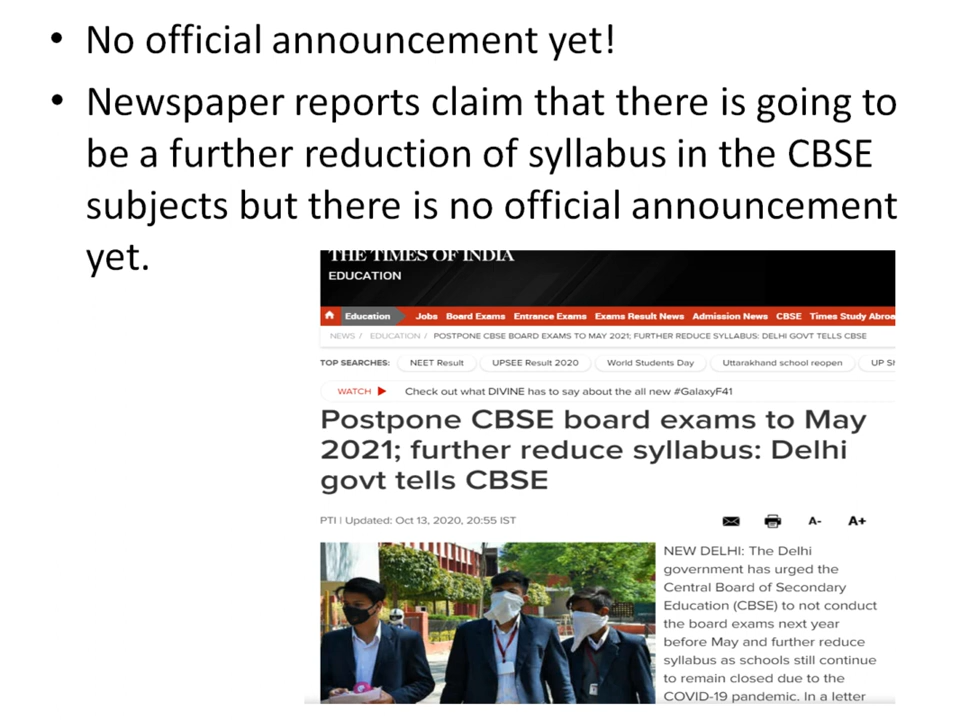 • No official announcement yet!
• Newspaper reports claim that there is going to
be a further reduction of syllabus in the CBSE
subjects but there is no official announcement
yet.
THE TIMES OF INDIA
EDUCATION
Education Jobs Board Exams Entrance Exams Exams Result News Admission News CBSE Times Study Abroa
NEWS / EDUCATION / POSTPONE CBSE BOARD EXAMS TO MAY 2021; FURTHER REDUCE SYLLABUS: DELHI GOVT TELLS CBSE
TOP SEARCHES: NEET Result UPSEE Result 2020 World Students Day Uttarakhand school reopen UP
WATCH Check out what DIVINE has to say about the all new #GalaxyF41
Postpone CBSE board exams to May
2021; further reduce syllabus: Delhi
govt tells CBSE
PTI | Updated: Oct 13, 2020, 20:55 IST
A- A+
NEW DELHI: The Delhi
government has urged the
Central Board of Secondary
Education (CBSE) to not conduct
the board exams next year
before May and further reduce
syllabus as schools still continue
to remain closed due to the
COVID-19 pandemic. In a letter